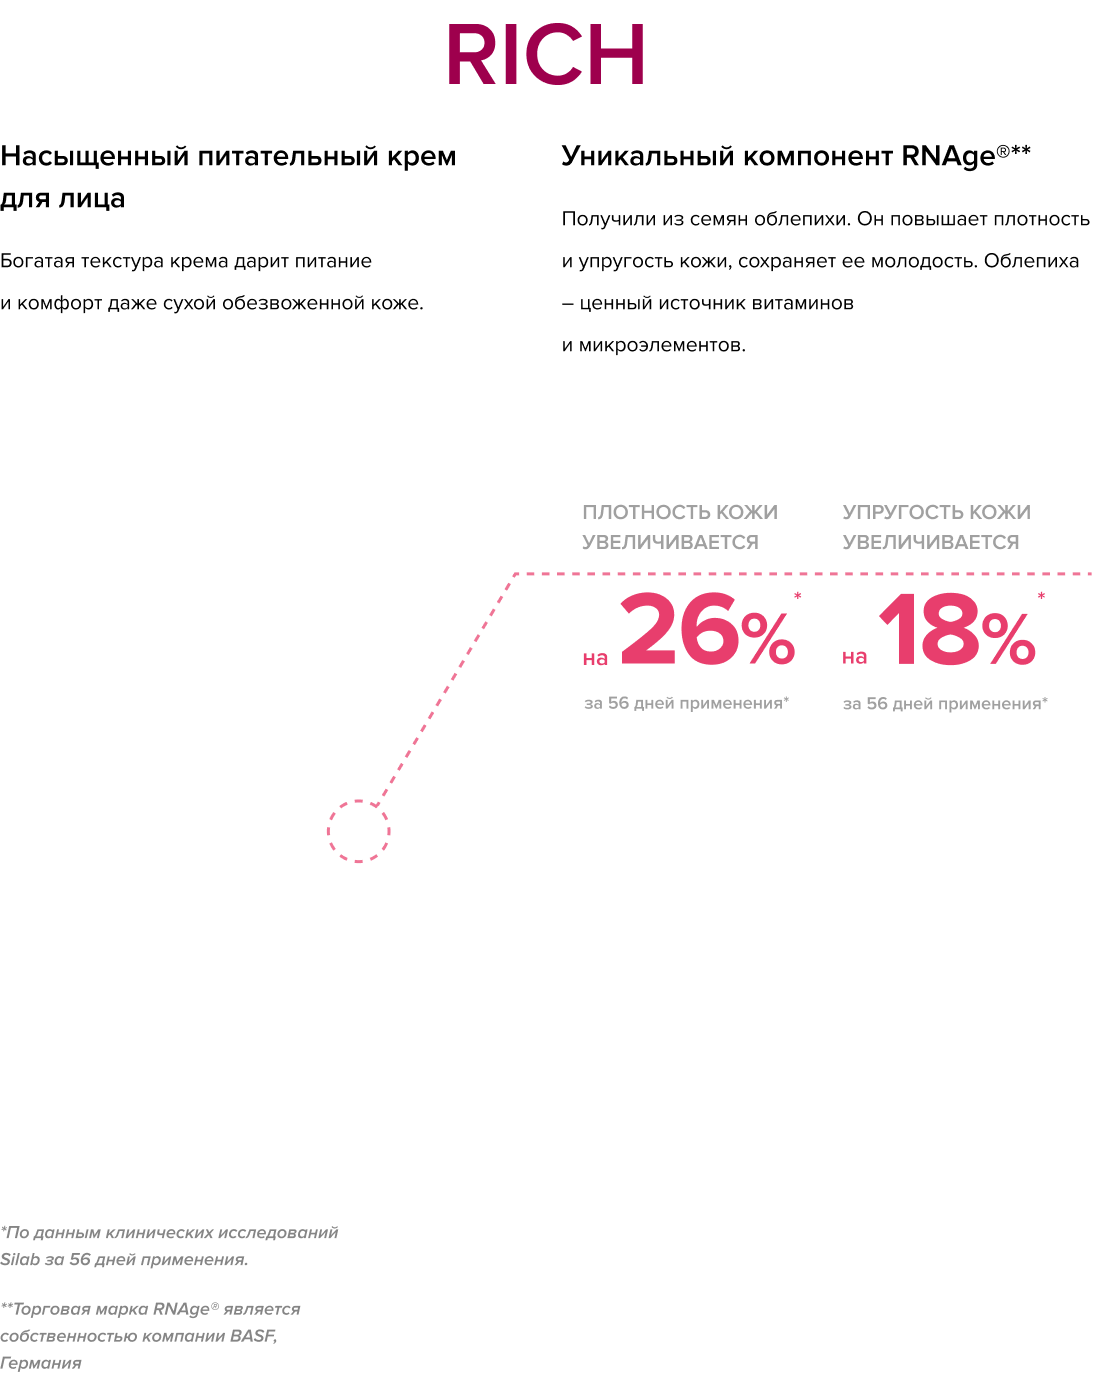 RICH
Насыщенный питательный крем
для лица
Богатая текстура крема дарит питание
и комфорт даже сухой обезвоженной коже.
Уникальный компонент RNAge®**
Получили из семян облепихи. Он повышает плотность
и упругость кожи, сохраняет ее молодость. Облепиха
– ценный источник витаминов
и микроэлементов.
ПЛОТНОСТЬ КОЖИ
УВЕЛИЧИВАЕТСЯ
на 26%*
за 56 дней применения*
УПРУГОСТЬ КОЖИ
УВЕЛИЧИВАЕТСЯ
на 18%*
за 56 дней применения*
*По данным клинических исследований
Silab за 56 дней применения.
**Торговая марка RNAge® является
собственностью компании BASF,
Германия